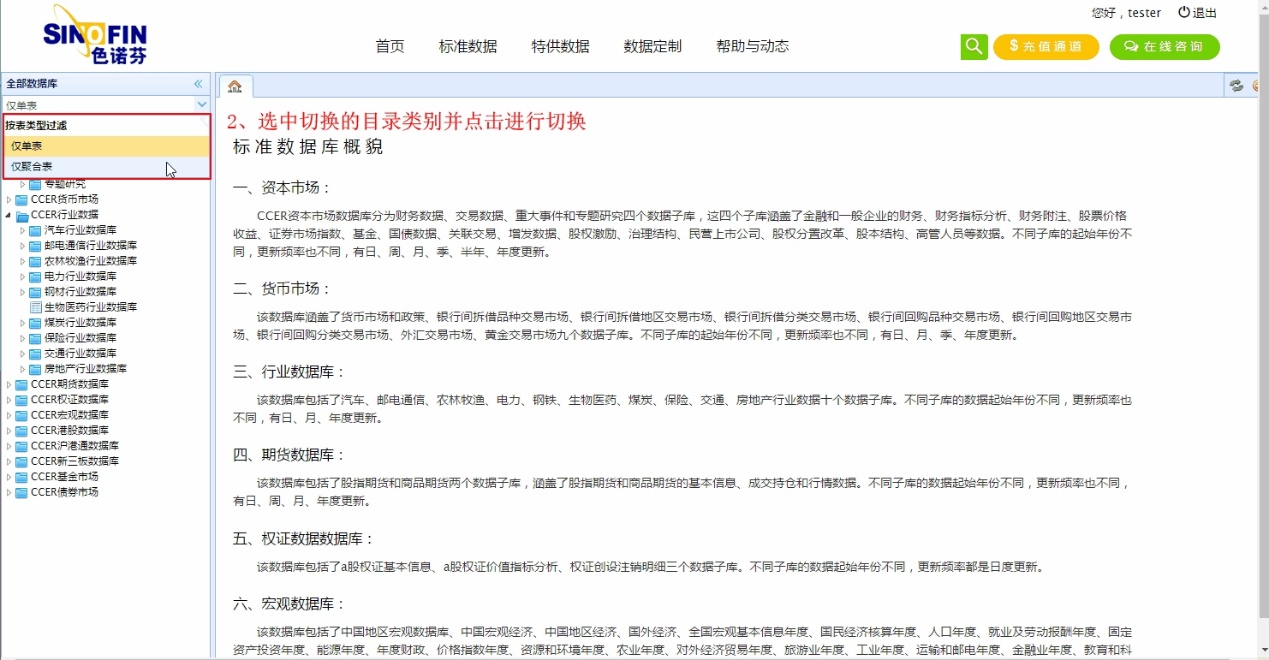 您好，tester 退出
SINOFIN
色诺芬
首页 标准数据 特供数据 数据定制 帮助与动态
$ 充值通道 在线咨询
全部数据库
仅单表
按表类型过滤
仅单表
仅聚合表
专题研究
CCER货币市场
CCER行业数据
汽车行业数据库
邮电通信行业数据库
农林牧渔行业数据库
电力行业数据库
钢材行业数据库
生物医药行业数据库
煤炭行业数据库
保险行业数据库
交通行业数据库
房地产行业数据库
CCER期货数据库
CCER权证数据库
CCER宏观数据库
CCER港股数据库
CCER沪港通数据库
CCER新三板数据库
CCER基金市场
CCER债券市场
2、选中切换的目录类别并点击进行切换
标准数据库概貌
一、资本市场：
CCER资本市场数据库分为财务数据、交易数据、重大事件和专题研究四个数据子库，这四个子库涵盖了金融和一般企业的财务、财务指标分析、财务附注、股票价格
收益、证券市场指数、基金、国债数据、关联交易、增发数据、股权激励、治理结构、民营上市公司、股权分置改革、股本结构、高管人员等数据。不同子库的起始年份不
同，更新频率也不同，有日、周、月、季、半年、年度更新。
二、货币市场：
该数据库涵盖了货币市场和政策、银行间拆借品种交易市场、银行间拆借地区交易市场、银行间拆借分类交易市场、银行间回购品种交易市场、银行间回购地区交易市
场、银行间回购分类交易市场、外汇交易市场、黄金交易市场九个数据子库。不同子库的起始年份不同，更新频率也不同，有日、月、季、年度更新。
三、行业数据库：
该数据库包括了汽车、邮电通信、农林牧渔、电力、钢铁、生物医药、煤炭、保险、交通、房地产行业数据十个数据子库。不同子库的数据起始年份不同，更新频率也
不同，有日、月、年度更新。
四、期货数据库：
该数据库包括了股指期货和商品期货两个数据子库，涵盖了股指期货和商品期货的基本信息、成交持仓和行情数据。不同子库的数据起始年份不同，更新频率也不同，
有日、周、月、年度更新。
五、权证数据数据库：
该数据库包括了a股权证基本信息、a股权证价值指标分析、权证创设注销明细三个数据子库。不同子库的数据起始年份不同，更新频率都是日度更新。
六、宏观数据库：
该数据库包括了中国地区宏观数据库、中国宏观经济、中国地区经济、国外经济、全国宏观基本信息年度、国民经济核算年度、人口年度、就业及劳动报酬年度、固定
资产投资年度、能源年度、年度财政、价格指数年度、资源和环境年度、农业年度、对外经济贸易年度、旅游业年度、工业年度、运输和邮电年度、金融业年度、教育和科